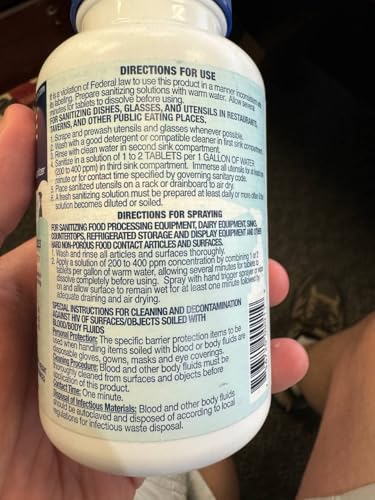 DIRECTIONS FOR USE
It is a violation of Federal law to use this product in a manner inconsistent with
its labeling. Prepare sanitizing solutions with warm water. Allow several
minutes for tablets to dissolve before using.
FOR SANITIZING DISHES, GLASSES, AND UTENSILS IN RESTAURANTS,
TAVERNS, AND OTHER PUBLIC EATING PLACES.
1. Scrape and prewash utensils and glasses whenever possible.
2. Wash with a good detergent or compatible cleaner in first sink compartment.
3. Rinse with clean water in second sink compartment.
4. Sanitize in a solution of 1 to 2 TABLETS per 1 GALLON OF WATER
(200 to 400 ppm) in third sink compartment. Immerse all utensils for at least one
minute or for contact time specified by governing sanitary code.
5. Place sanitized utensils on a rack or drainboard to air dry.
6. A fresh sanitizing solution must be prepared at least daily or more often if the
solution becomes diluted or soiled.
DIRECTIONS FOR SPRAYING
FOR SANITIZING FOOD PROCESSING EQUIPMENT, DAIRY EQUIPMENT, SINKS,
COUNTERTOPS, REFRIGERATED STORAGE AND DISPLAY EQUIPMENT AND OTHER
HARD NON-POROUS FOOD CONTACT ARTICLES AND SURFACES.
1. Wash and rinse all articles and surfaces thoroughly.
2. Apply a solution of 200 to 400 ppm concentration by combining 1 or 2
tablets per gallon of warm water, allowing several minutes for tablets to
dissolve completely before using. Spray with hand trigger sprayer or wipe
on and allow surface to remain wet for at least one minute followed by
adequate draining and air drying.
SPECIAL INSTRUCTIONS FOR CLEANING AND DECONTAMINATION
AGAINST HIV OF SURFACES/OBJECTS SOILED WITH
BLOOD/BODY FLUIDS
Personal Protection: The specific barrier protection items to be
used when handling items soiled with blood or body fluids are
disposable gloves, gowns, masks and eye coverings.
Cleaning Procedure: Blood and other body fluids must be
thoroughly cleaned from surfaces and objects before
application of this product.
Contact Time: One minute.
Disposal of Infectious Materials: Blood and other body fluids
should be autoclaved and disposed of according to local
regulations for infectious waste disposal.